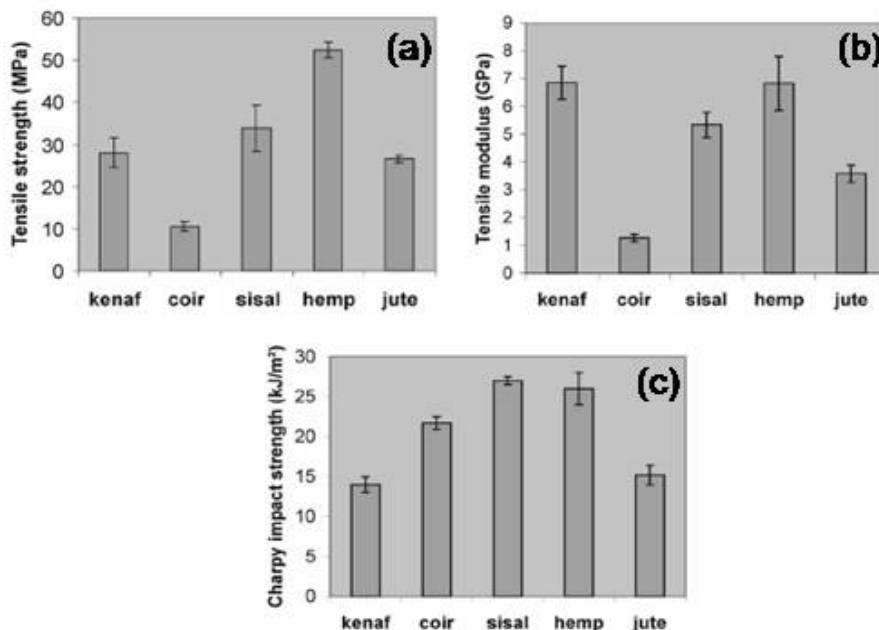 (a)
Tensile strength (MPa)
60
50
40
30
20
10
0
kenaf coir sisal hemp jute
(b)
Tensile modulus (GPa)
9
8
7
6
5
4
3
2
1
0
kenaf coir sisal hemp jute
(c)
Charpy impact strength (kJ/m²)
30
25
20
15
10
5
0
kenaf coir sisal hemp jute